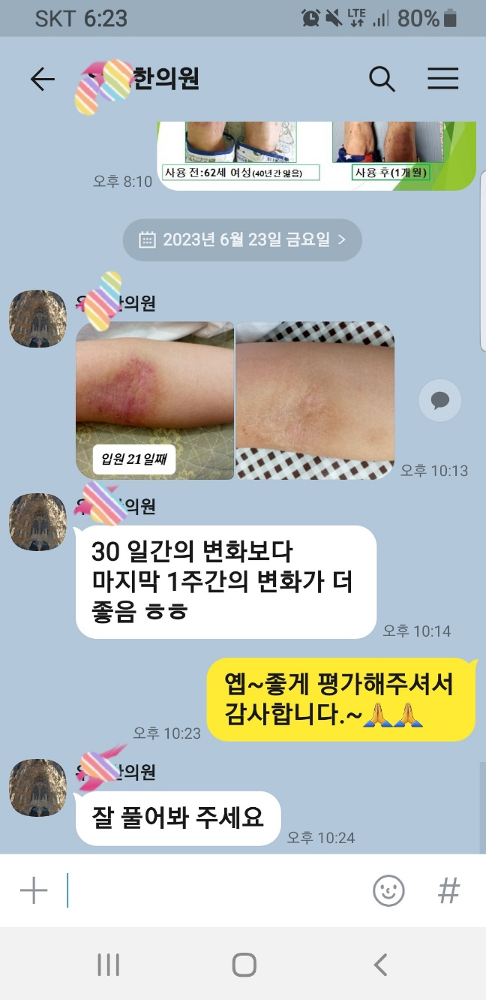 SKT 6:23
LTE
80%
한의원
사용 전:62세 여성(40년간 앓음)
사용 후(1개월)
오후 8:10
2023년 6월 23일 금요일 >
의원
입원 21일째
오후 10:13
의원
30 일간의 변화보다
마지막 1주간의 변화가 더
좋음 ㅎㅎ
오후 10:14
옙~좋게 평가해주셔서
감사합니다.~🙏🙏
오후 10:23
의원
잘 풀어봐 주세요
오후 10:24
#